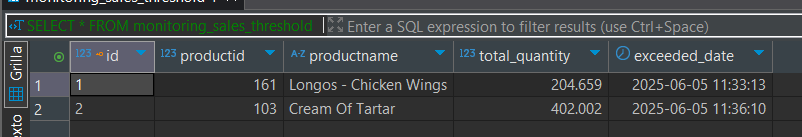 monitoring_sales_threshold 1
SELECT * FROM monitoring_sales_threshold Enter a SQL expression to filter results (use Ctrl+Space)
Grilla 123 id 123 productid A-Z productname 123 total_quantity exceeded_date
1 1 161 Longos - Chicken Wings 204.659 2025-06-05 11:33:13
2 2 103 Cream Of Tartar 402.002 2025-06-05 11:36:10